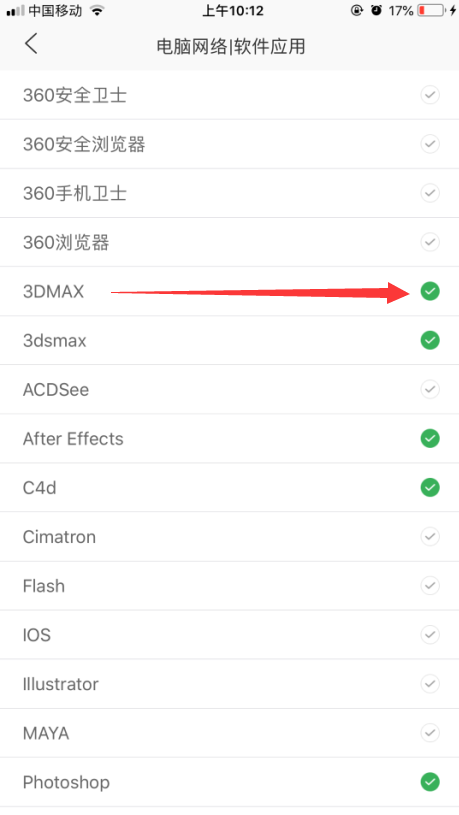 中国移动 上午10:12 17%
电脑网络|软件应用
360安全卫士
360安全浏览器
360手机卫士
360浏览器
3DMAX
3dsmax
ACDSee
After Effects
C4d
Cimatron
Flash
IOS
Illustrator
MAYA
Photoshop